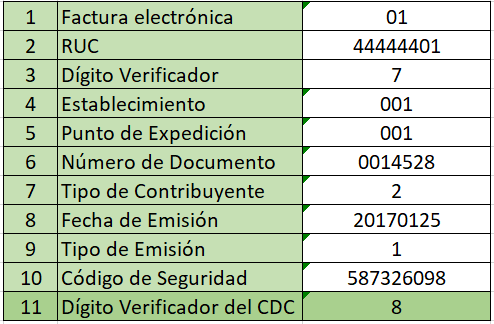 1 Factura electrónica 01
2 RUC 44444401
3 Dígito Verificador 7
4 Establecimiento 001
5 Punto de Expedición 001
6 Número de Documento 0014528
7 Tipo de Contribuyente 2
8 Fecha de Emisión 20170125
9 Tipo de Emisión 1
10 Código de Seguridad 587326098
11 Dígito Verificador del CDC 8